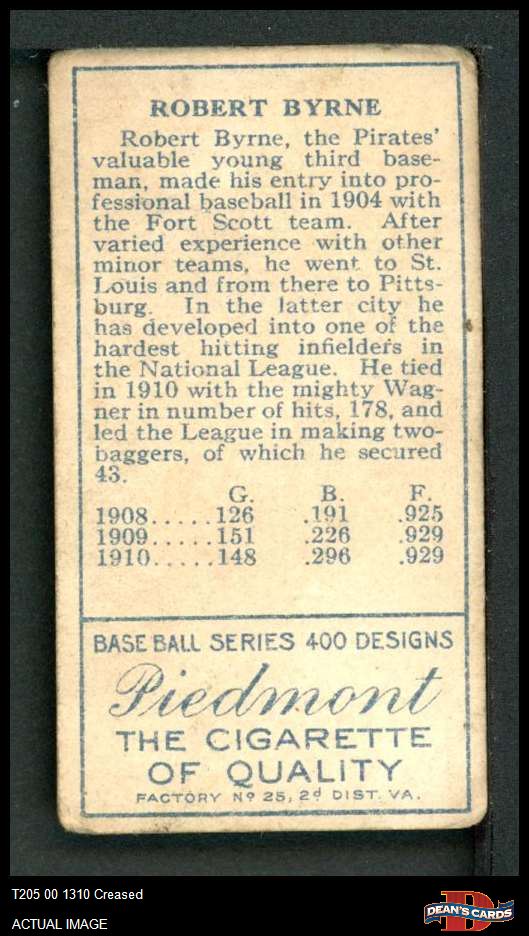 ROBERT BYRNE
Robert Byrne, the Pirates'
valuable young third base-
man, made his entry into pro-
fessional baseball in 1904 with
the Fort Scott team. After
varied experience with other
minor teams, he went to St.
Louis and from there to Pitts-
burg. In the latter city he
has developed into one of the
hardest hitting infielders in
the National League. He tied
in 1910 with the mighty Wag-
ner in number of hits, 178, and
led the League in making two-
baggers, of which he secured
43.
G. B. F.
1908.....126 .191 .925
1909.....151 .226 .929
1910.....148 .296 .929
BASE BALL SERIES 400 DESIGNS
Piedmont
THE CIGARETTE
OF QUALITY
FACTORY Nº 25, 2d DIST. VA.
T205 00 1310 Creased
ACTUAL IMAGE
D
DEAN'S CARDS